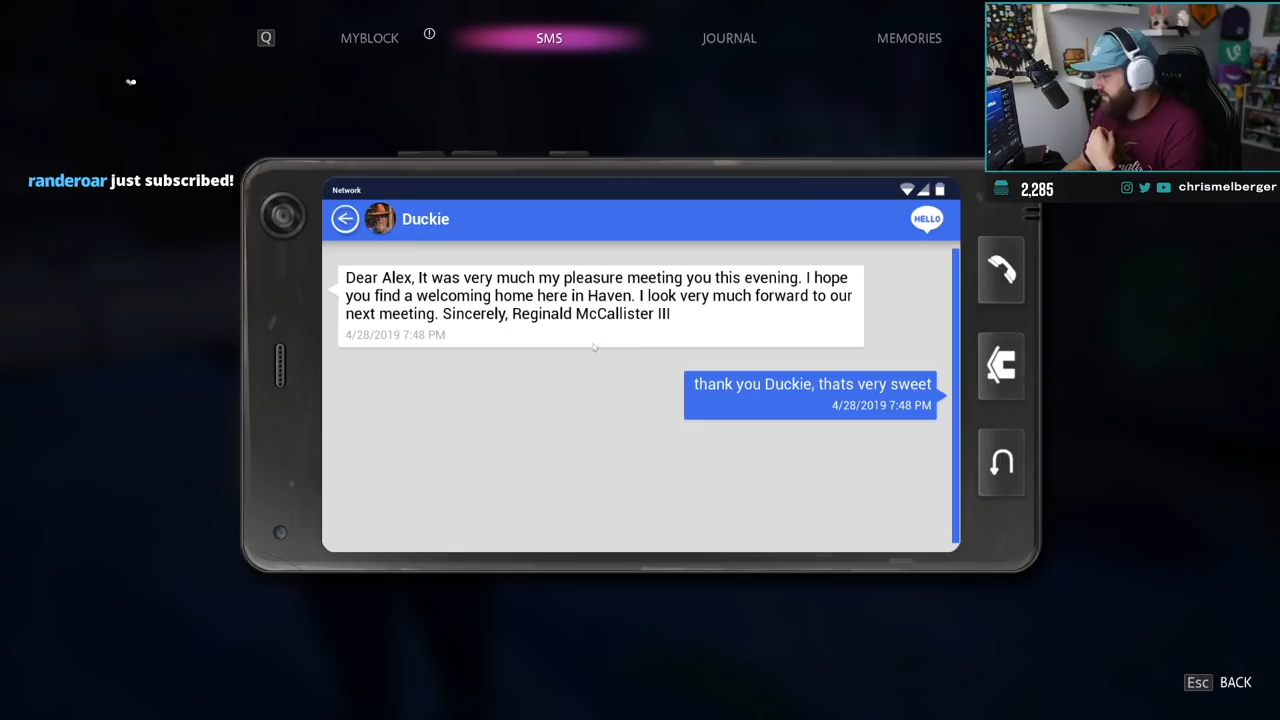 Q
MYBLOCK
SMS
JOURNAL
MEMORIES
randeroar just subscribed!
2,285
chrismelberger
Network
Duckie
HELLO
Dear Alex, It was very much my pleasure meeting you this evening. I hope
you find a welcoming home here in Haven. I look very much forward to our
next meeting. Sincerely, Reginald McCallister III
4/28/2019 7:48 PM
thank you Duckie, thats very sweet
4/28/2019 7:48 PM
Esc BACK